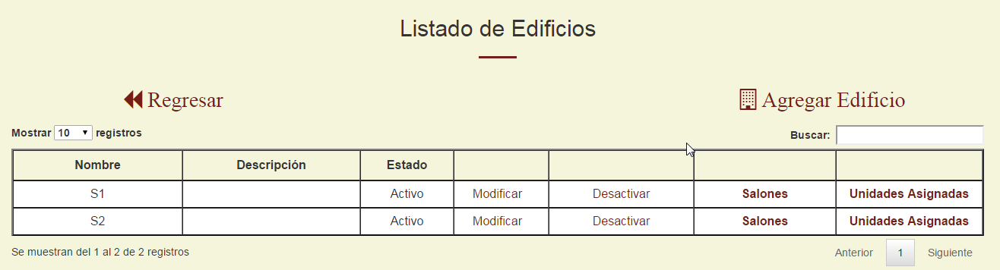 Listado de Edificios
Regresar Agregar Edificio
Mostrar 10 registros Buscar:
Nombre Descripción Estado
S1 Activo Modificar Desactivar Salones Unidades Asignadas
S2 Activo Modificar Desactivar Salones Unidades Asignadas
Se muestran del 1 al 2 de 2 registros Anterior 1 Siguiente